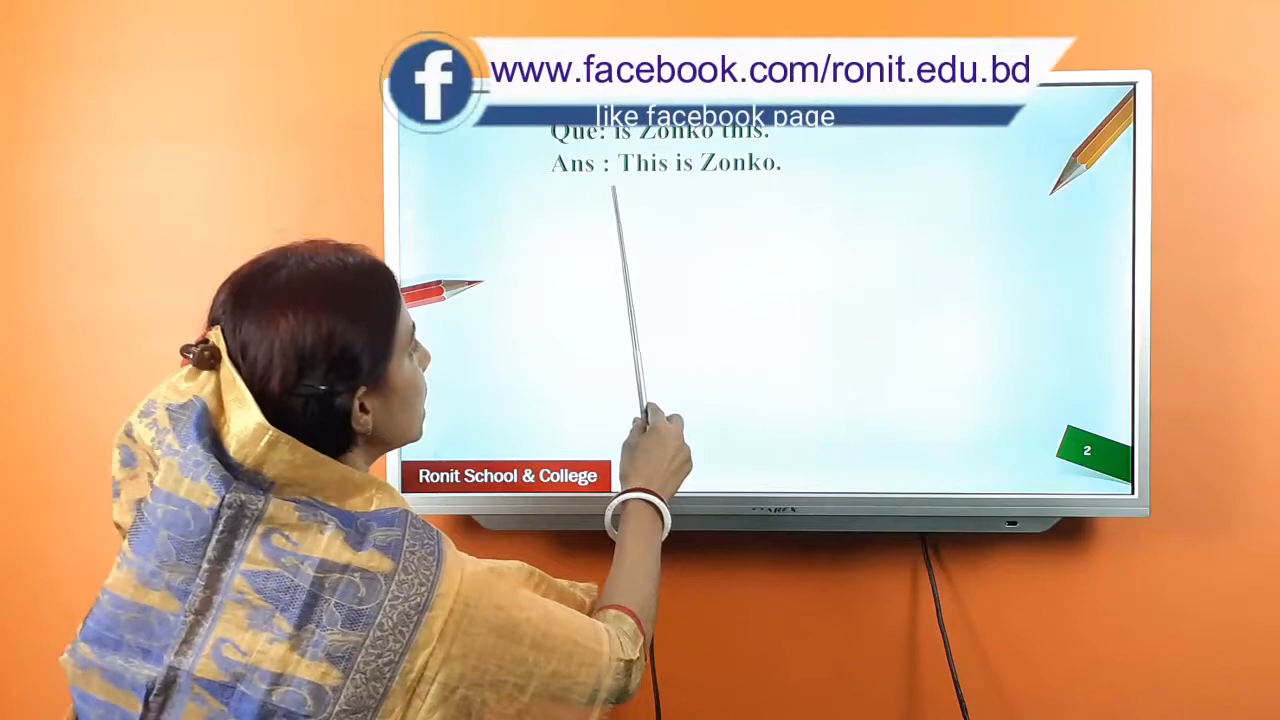 www.facebook.com/ronit.edu.bd
like facebook page
Que: is Zonko this.
Ans : This is Zonko.
2
Ronit School & College